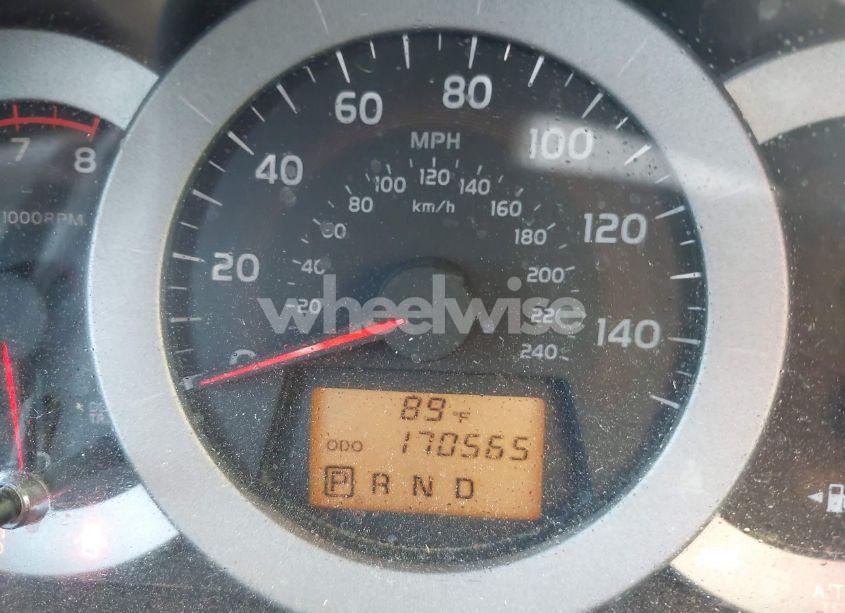 60 80
40 MPH 100
100 120 140
80 km/h 160
60 180 120
7 8
1000RPM
20 40 200
20 wheelwise 220 140
0 240
89°F
ODO 170565
P R N D